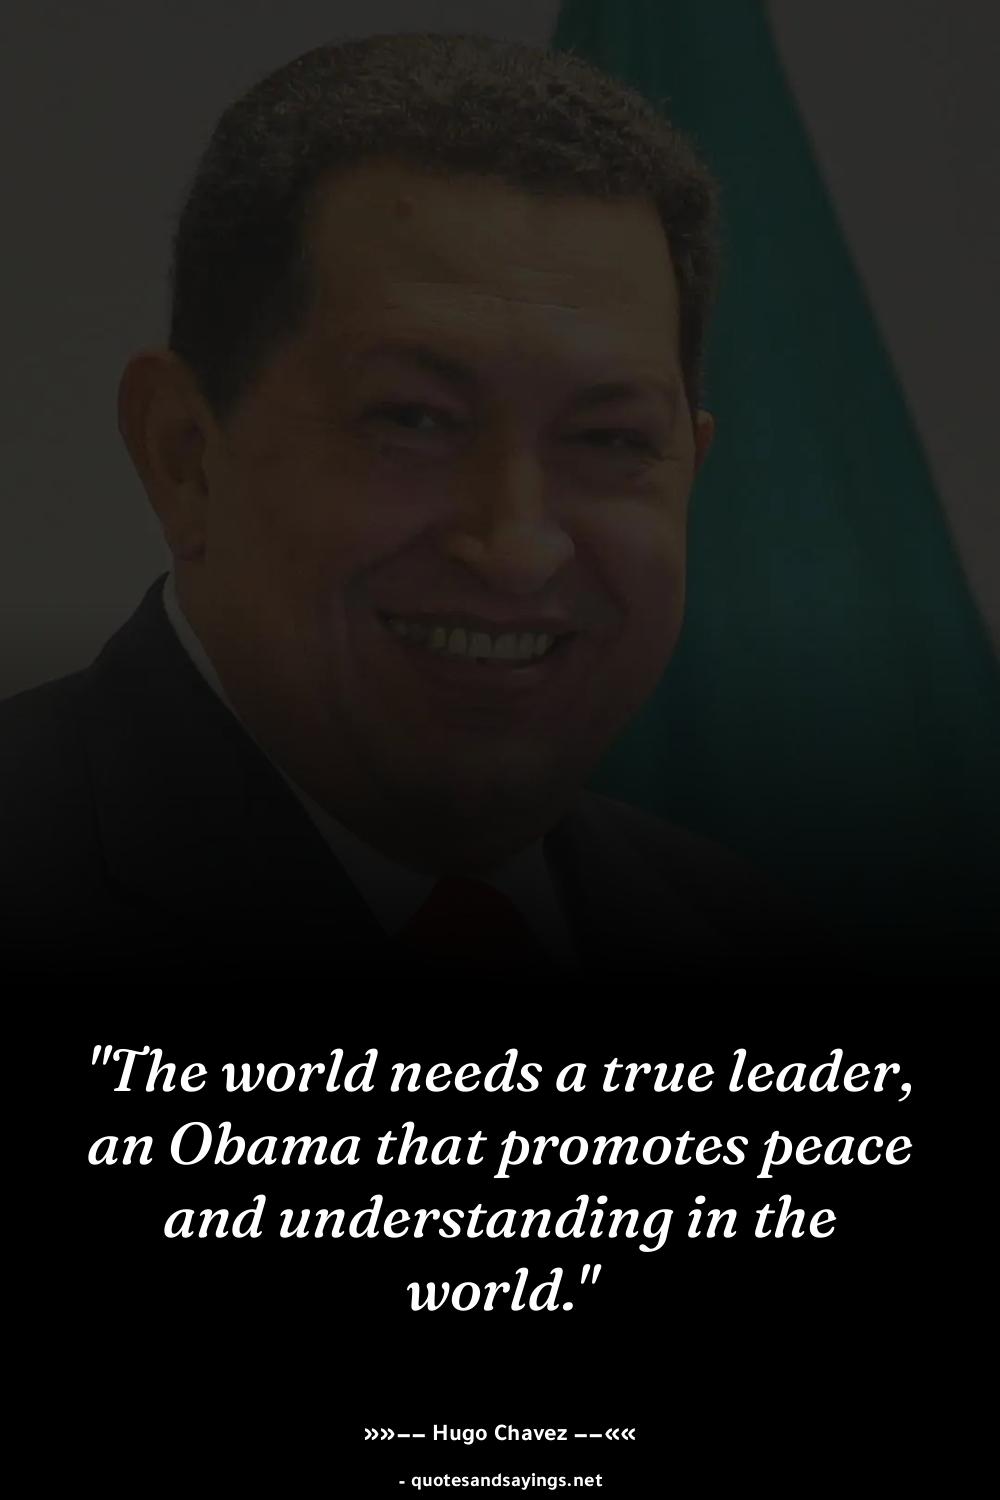 "The world needs a true leader,
an Obama that promotes peace
and understanding in the
world."
»»–– Hugo Chavez ––««
- quotesandsayings.net